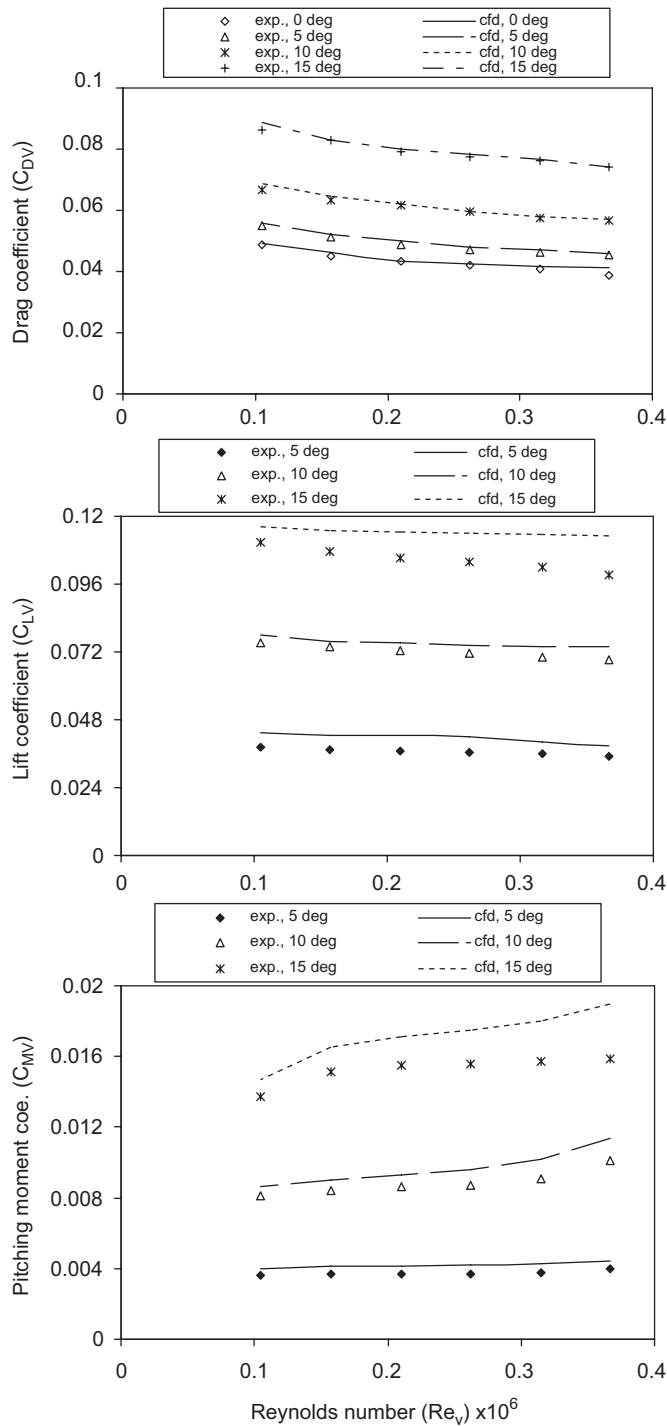 exp., 0 deg cfd, 0 deg
exp., 5 deg cfd, 5 deg
exp., 10 deg cfd, 10 deg
exp., 15 deg cfd, 15 deg
Drag coefficient (CDV)
0.1
0.08
0.06
0.04
0.02
0
0 0.1 0.2 0.3 0.4
exp., 5 deg cfd, 5 deg
exp., 10 deg cfd, 10 deg
exp., 15 deg cfd, 15 deg
Lift coefficient (CLV)
0.12
0.096
0.072
0.048
0.024
0
0 0.1 0.2 0.3 0.4
exp., 5 deg cfd, 5 deg
exp., 10 deg cfd, 10 deg
exp., 15 deg cfd, 15 deg
Pitching moment coe. (CMV)
0.02
0.016
0.012
0.008
0.004
0
0 0.1 0.2 0.3 0.4
Reynolds number (Rev) x10^6